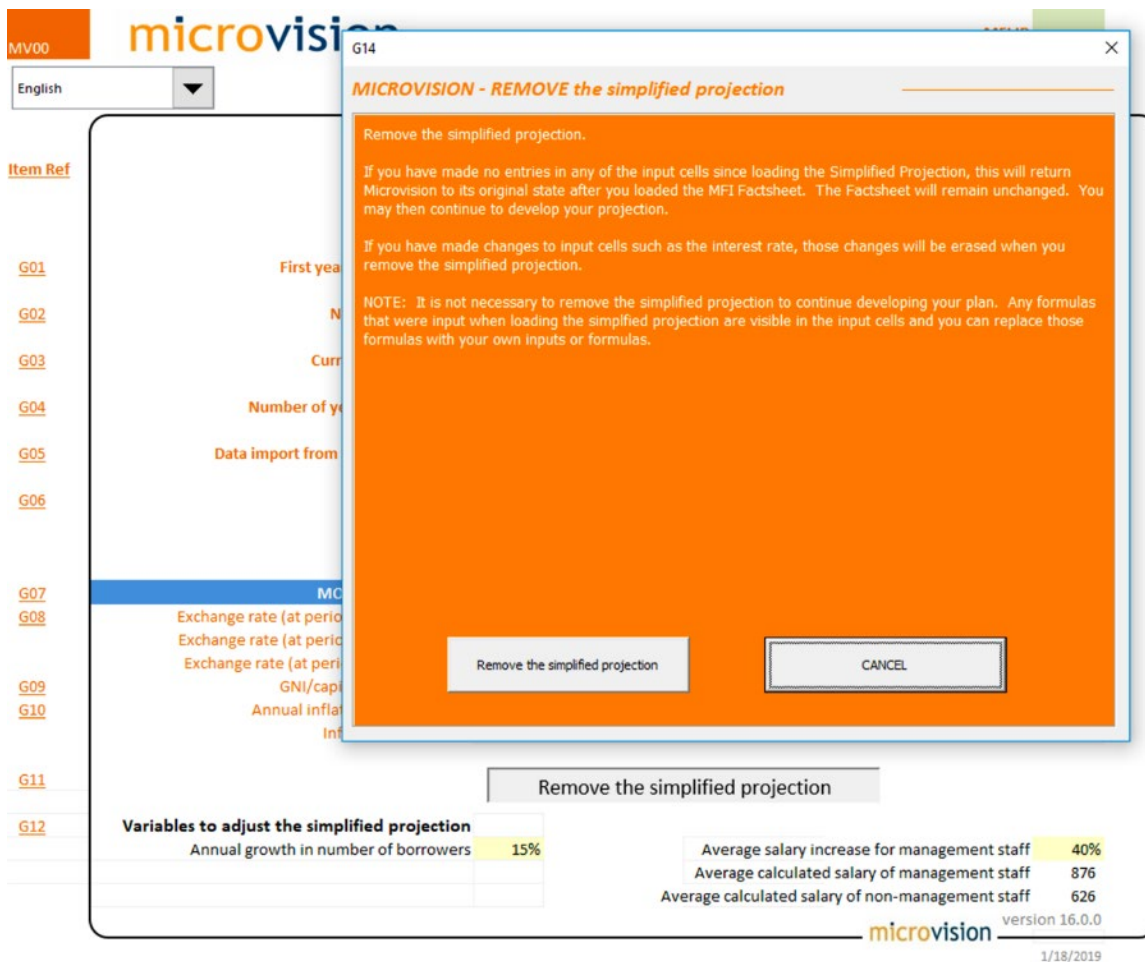 MV00
microvisi
G14
English
MICROVISION - REMOVE the simplified projection
Remove the simplified projection.
If you have made no entries in any of the input cells since loading the Simplified Projection, this will return
Microvision to its original state after you loaded the MFI Factsheet. The Factsheet will remain unchanged. You
may then continue to develop your projection.
If you have made changes to input cells such as the interest rate, those changes will be erased when you
remove the simplified projection.
NOTE: It is not necessary to remove the simplified projection to continue developing your plan. Any formulas
that were input when loading the simplfied projection are visible in the input cells and you can replace those
formulas with your own inputs or formulas.
Remove the simplified projection
CANCEL
Item Ref
G01 First yea
G02 N
G03 Curr
G04 Number of y
G05 Data import from
G06
G07 MO
G08 Exchange rate (at perio
Exchange rate (at perio
Exchange rate (at peri
G09 GNI/capi
G10 Annual infla
Inf
G11 Remove the simplified projection
G12 Variables to adjust the simplified projection
Annual growth in number of borrowers 15% Average salary increase for management staff 40%
Average calculated salary of management staff 876
Average calculated salary of non-management staff 626
microvision version 16.0.0
1/18/2019